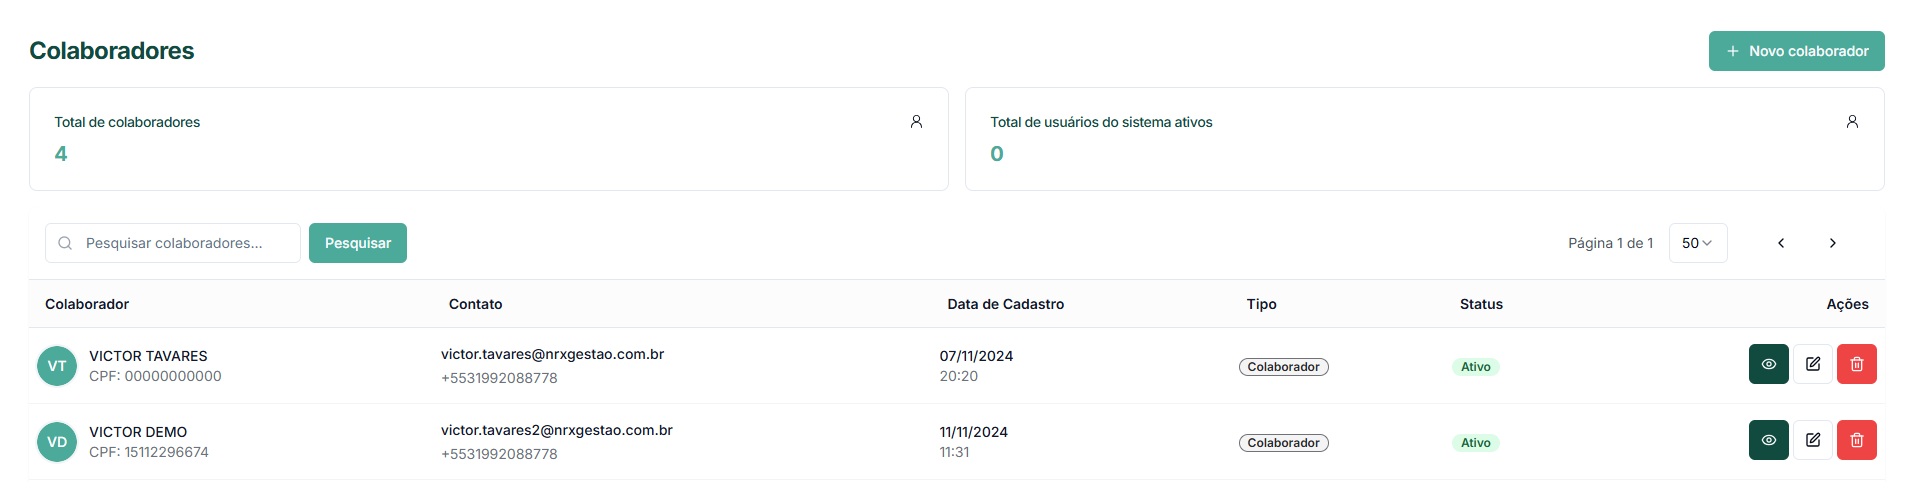 Colaboradores
+ Novo colaborador
Total de colaboradores
4
Total de usuários do sistema ativos
0
Pesquisar colaboradores...
Pesquisar
Página 1 de 1
50
Colaborador Contato Data de Cadastro Tipo Status Ações
VT
VICTOR TAVARES
CPF: 00000000000
victor.tavares@nrxgestao.com.br
+5531992088778
07/11/2024
20:20
Colaborador
Ativo
VD
VICTOR DEMO
CPF: 15112296674
victor.tavares2@nrxgestao.com.br
+5531992088778
11/11/2024
11:31
Colaborador
Ativo